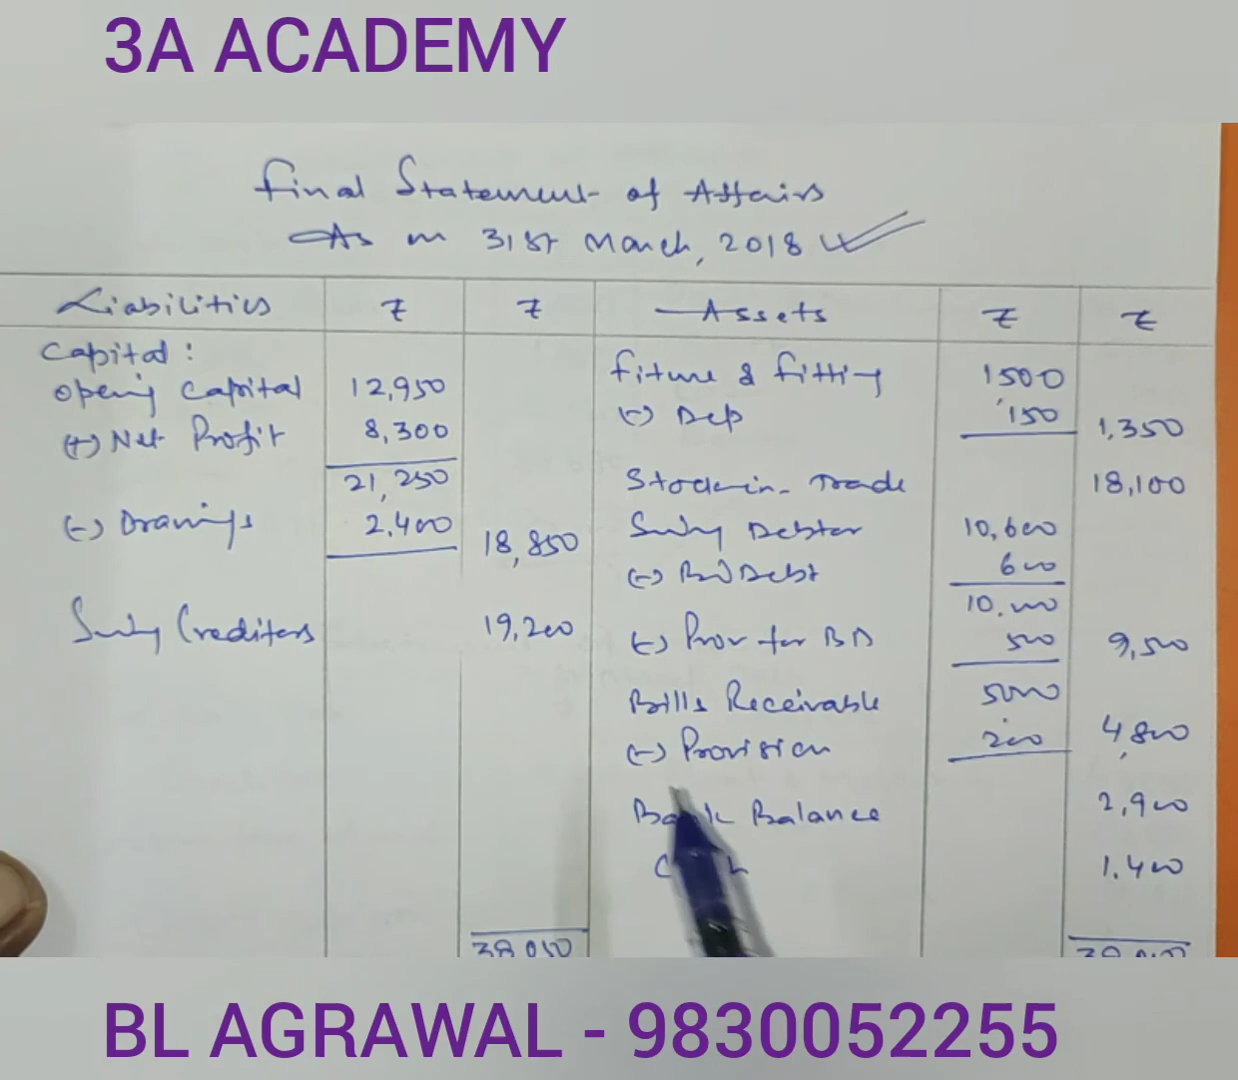 3A ACADEMY
Final Statement of Affairs
As on 31st March, 2018
Liabilities ₹ ₹ Assets ₹ ₹
Capital:
Opening Capital 12,950
(+) Net Profit 8,300
21,250
(-) Drawings 2,400 18,850
Sundry Creditors 19,200
Fiture & Fitting 1500
(-) Dep 150 1,350
Stock-in-Trade 18,100
Sundry Debtor 10,600
(-) B/Debt 600
10,000
(-) Prov for BD 500 9,500
Bills Receivable 5000
(-) Provision 200 4,800
Bank Balance 2,900
1,400
38,050
BL AGRAWAL - 9830052255